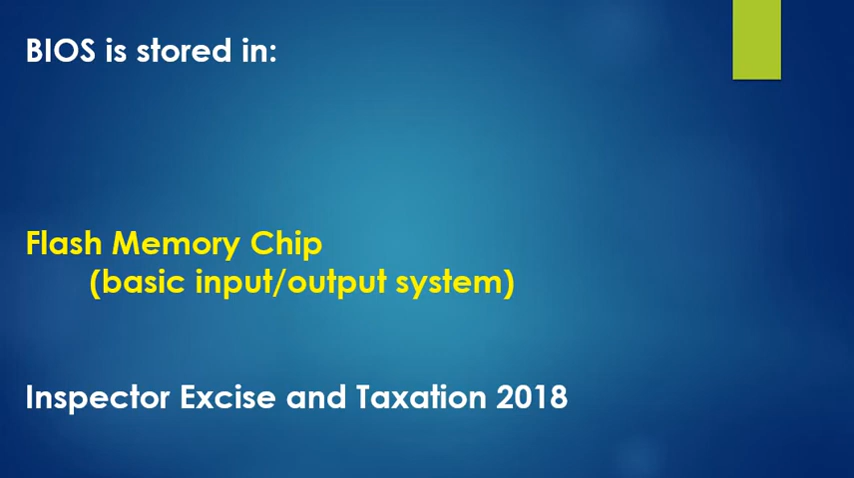 BIOS is stored in:
Flash Memory Chip
(basic input/output system)
Inspector Excise and Taxation 2018